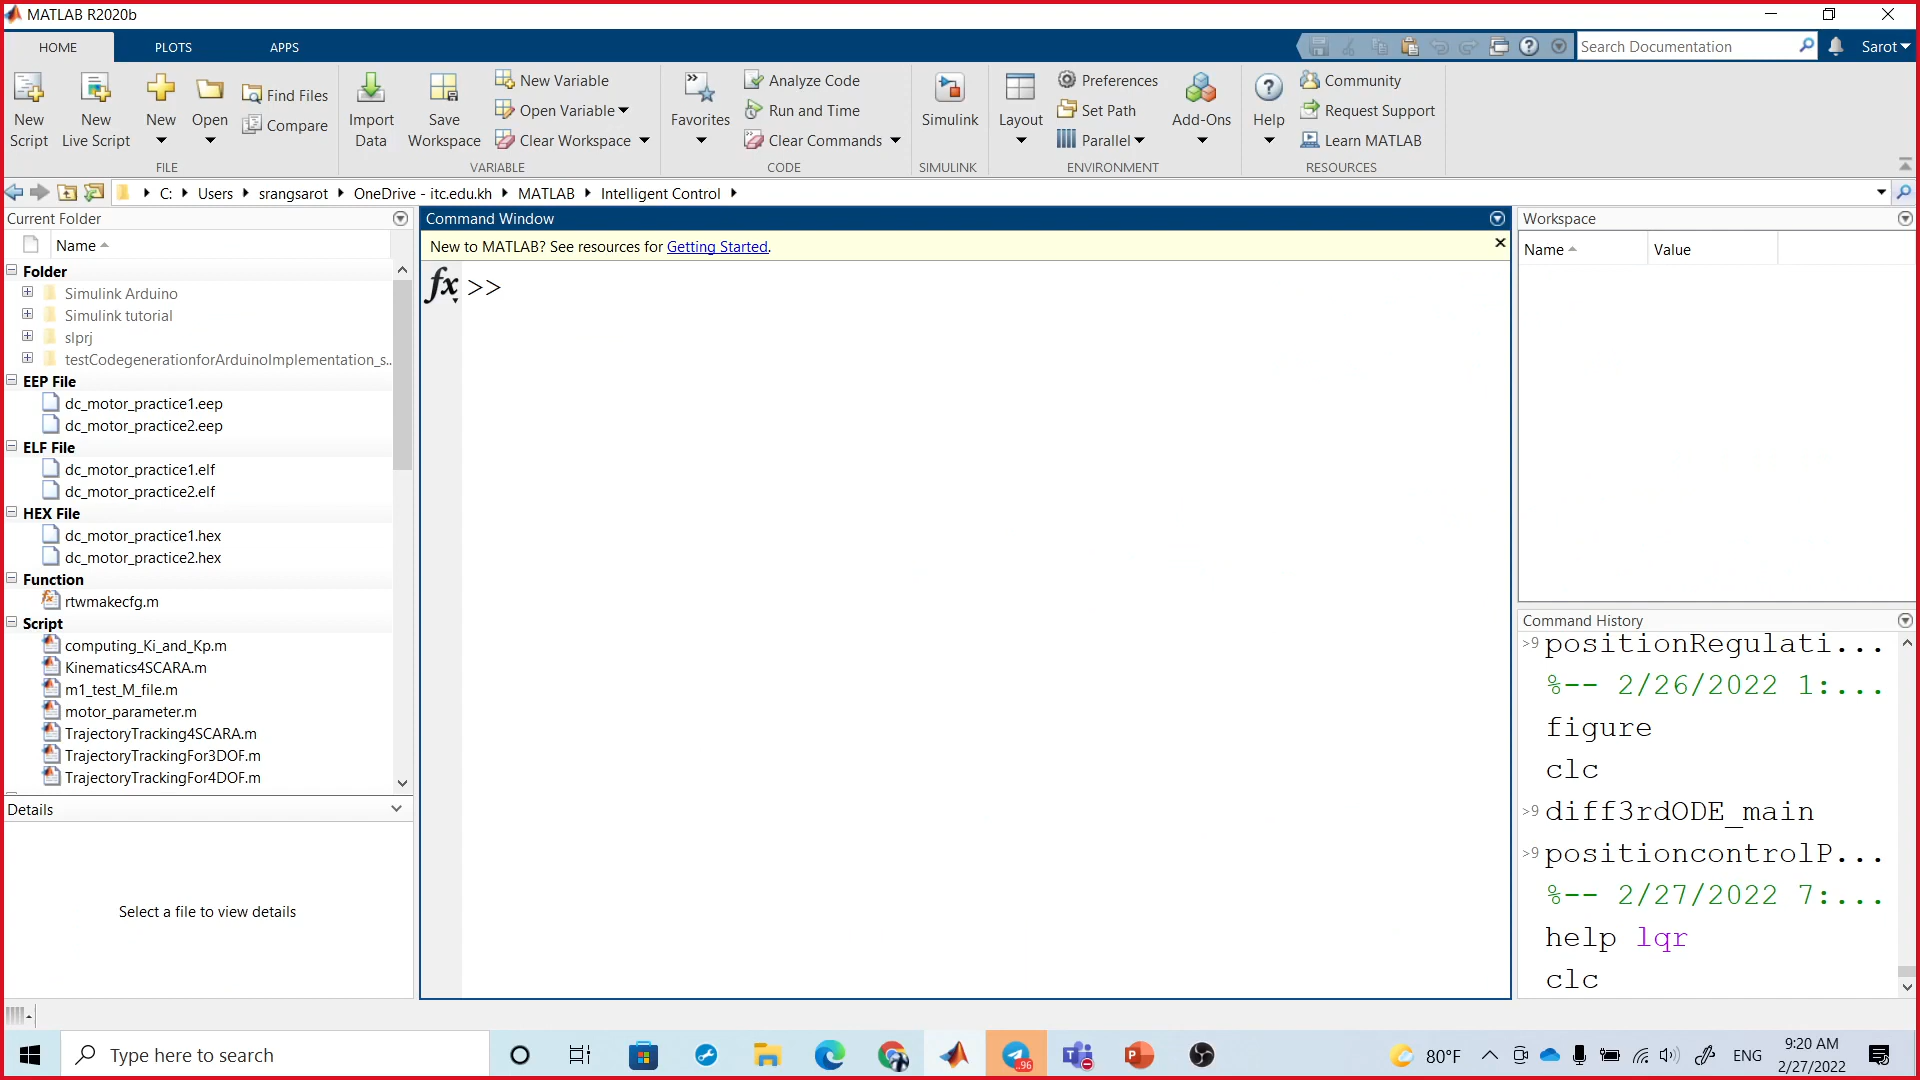 MATLAB R2020b
HOME PLOTS APPS
Search Documentation
Sarot
New Script
New Live Script
New
Open
Find Files
Compare
FILE
Import Data
Save Workspace
New Variable
Open Variable
Clear Workspace
VARIABLE
Favorites
Analyze Code
Run and Time
Clear Commands
CODE
Simulink
SIMULINK
Layout
Preferences
Set Path
Parallel
Add-Ons
ENVIRONMENT
Help
Community
Request Support
Learn MATLAB
RESOURCES
C: Users srangsarot OneDrive - itc.edu.kh MATLAB Intelligent Control
Current Folder
Name
Folder
Simulink Arduino
Simulink tutorial
slprj
testCodegenerationforArduinoImplementation_s..
EEP File
dc_motor_practice1.eep
dc_motor_practice2.eep
ELF File
dc_motor_practice1.elf
dc_motor_practice2.elf
HEX File
dc_motor_practice1.hex
dc_motor_practice2.hex
Function
rtwmakecfg.m
Script
computing_Ki_and_Kp.m
Kinematics4SCARA.m
m1_test_M_file.m
motor_parameter.m
TrajectoryTracking4SCARA.m
TrajectoryTrackingFor3DOF.m
TrajectoryTrackingFor4DOF.m
Details
Select a file to view details
Command Window
New to MATLAB? See resources for Getting Started.
fx >>
Workspace
Name Value
Command History
>9 positionRegulati...
%-- 2/26/2022 1:...
figure
clc
>9 diff3rdODE_main
>9 positioncontrolP...
%-- 2/27/2022 7:...
help lqr
clc
Type here to search
..96
80°F
ENG
9:20 AM
2/27/2022